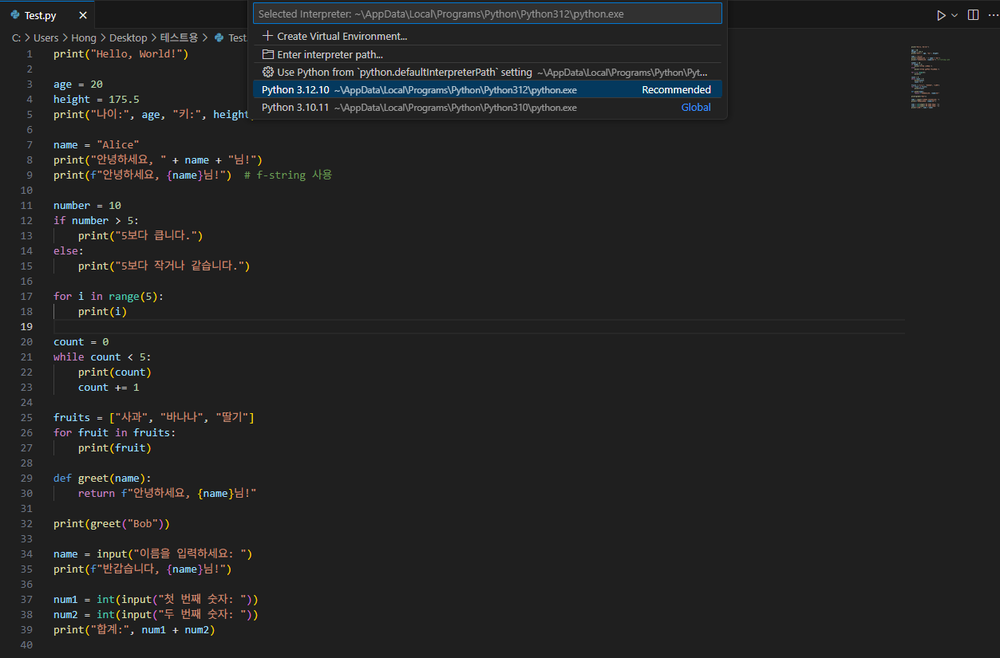 Test.py
Selected Interpreter: ~\AppData\Local\Programs\Python\Python312\python.exe
Create Virtual Environment...
Enter interpreter path...
Use Python from `python.defaultInterpreterPath` setting ~\AppData\Local\Programs\Python\Pyt...
Python 3.12.10 ~\AppData\Local\Programs\Python\Python312\python.exe Recommended
Python 3.10.11 ~\AppData\Local\Programs\Python\Python310\python.exe Global
C: > Users > Hong > Desktop > 테스트용 > Test.
1 print("Hello, World!")
2
3 age = 20
4 height = 175.5
5 print("나이:", age, "키:", height
6
7 name = "Alice"
8 print("안녕하세요, " + name + "님!")
9 print(f"안녕하세요, {name}님!")  # f-string 사용
10
11 number = 10
12 if number > 5:
13     print("5보다 큽니다.")
14 else:
15     print("5보다 작거나 같습니다.")
16
17 for i in range(5):
18     print(i)
19
20 count = 0
21 while count < 5:
22     print(count)
23     count += 1
24
25 fruits = ["사과", "바나나", "딸기"]
26 for fruit in fruits:
27     print(fruit)
28
29 def greet(name):
30     return f"안녕하세요, {name}님!"
31
32 print(greet("Bob"))
33
34 name = input("이름을 입력하세요: ")
35 print(f"반갑습니다, {name}님!")
36
37 num1 = int(input("첫 번째 숫자: "))
38 num2 = int(input("두 번째 숫자: "))
39 print("합계:", num1 + num2)
40